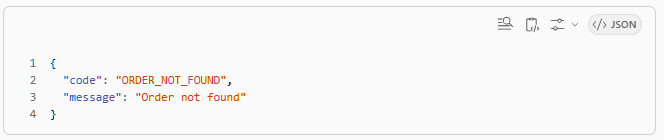 </> JSON
1 {
2 "code": "ORDER_NOT_FOUND",
3 "message": "Order not found"
4 }